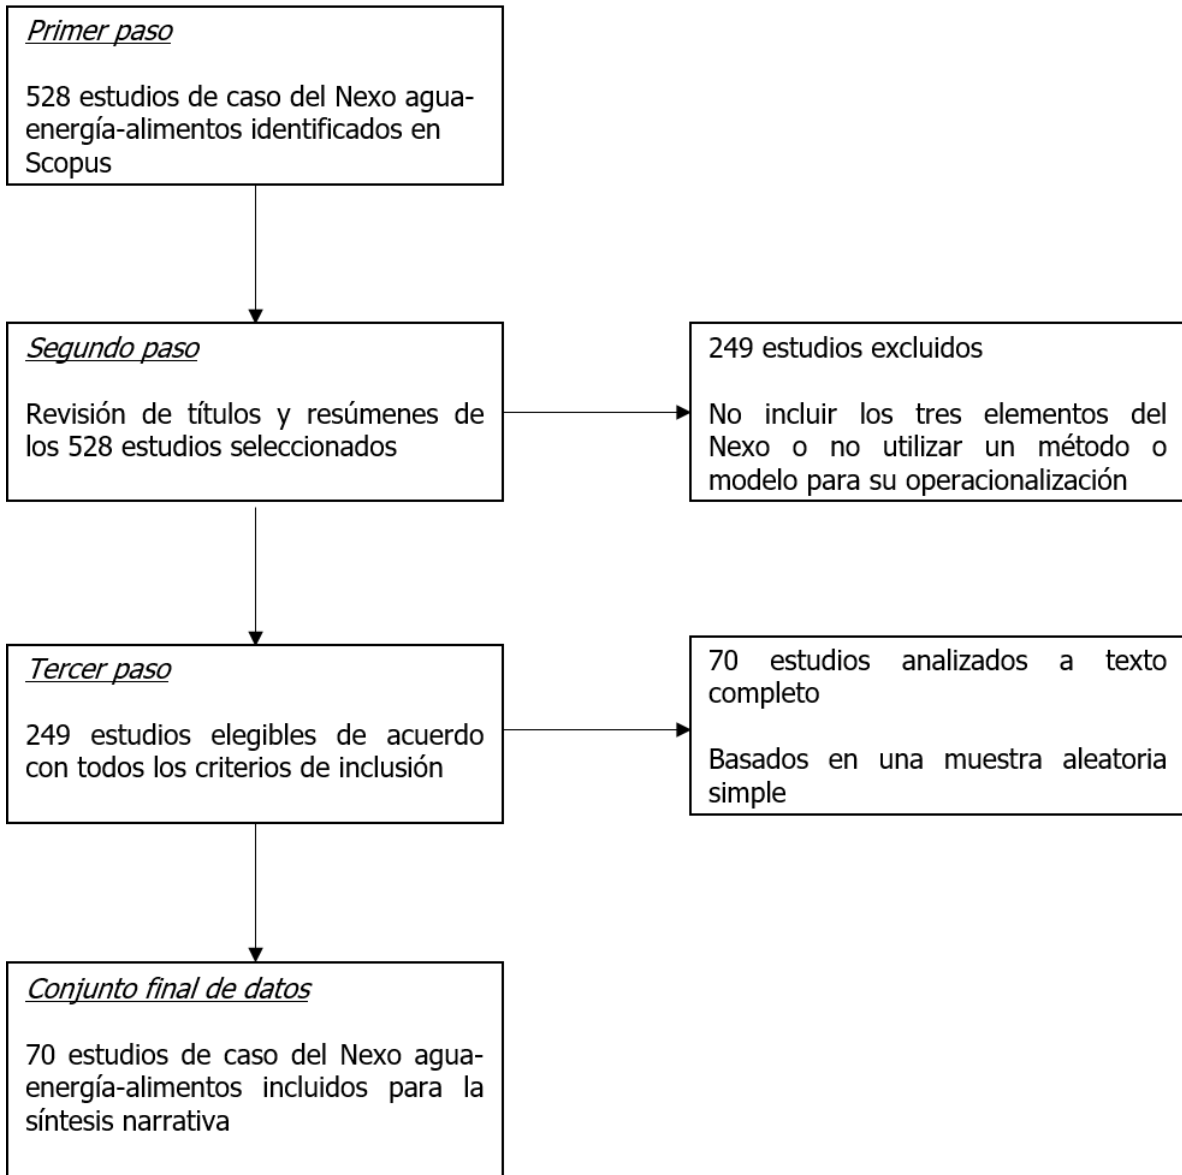 Primer paso
528 estudios de caso del Nexo agua-
energía-alimentos identificados en
Scopus
Segundo paso
Revisión de títulos y resúmenes de
los 528 estudios seleccionados
249 estudios excluidos
No incluir los tres elementos del
Nexo o no utilizar un método o
modelo para su operacionalización
Tercer paso
249 estudios elegibles de acuerdo
con todos los criterios de inclusión
70 estudios analizados a texto
completo
Basados en una muestra aleatoria
simple
Conjunto final de datos
70 estudios de caso del Nexo agua-
energía-alimentos incluidos para la
síntesis narrativa